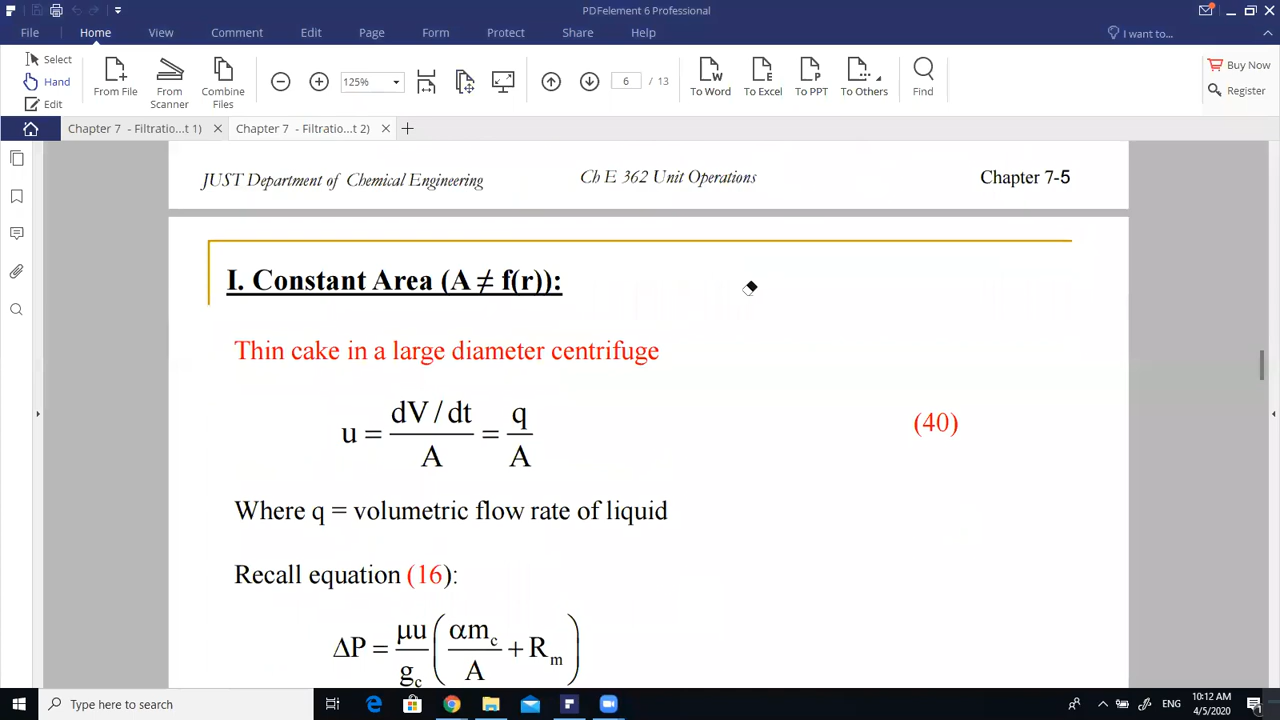 PDFelement 6 Professional
File Home View Comment Edit Page Form Protect Share Help I want to...
Select
Hand
Edit
From File
From Scanner
Combine Files
125%
6 / 13
To Word To Excel To PPT To Others Find
Buy Now
Register
Chapter 7 - Filtratio...t 1) Chapter 7 - Filtratio...t 2)
JUST Department of Chemical Engineering Ch E 362 Unit Operations Chapter 7-5
I. Constant Area (A ≠ f(r)):
Thin cake in a large diameter centrifuge
u = (dV / dt) / A = q / A (40)
Where q = volumetric flow rate of liquid
Recall equation (16):
ΔP = (μu / g_c) (αm_c / A + R_m)
Type here to search
ENG
10:12 AM
4/5/2020